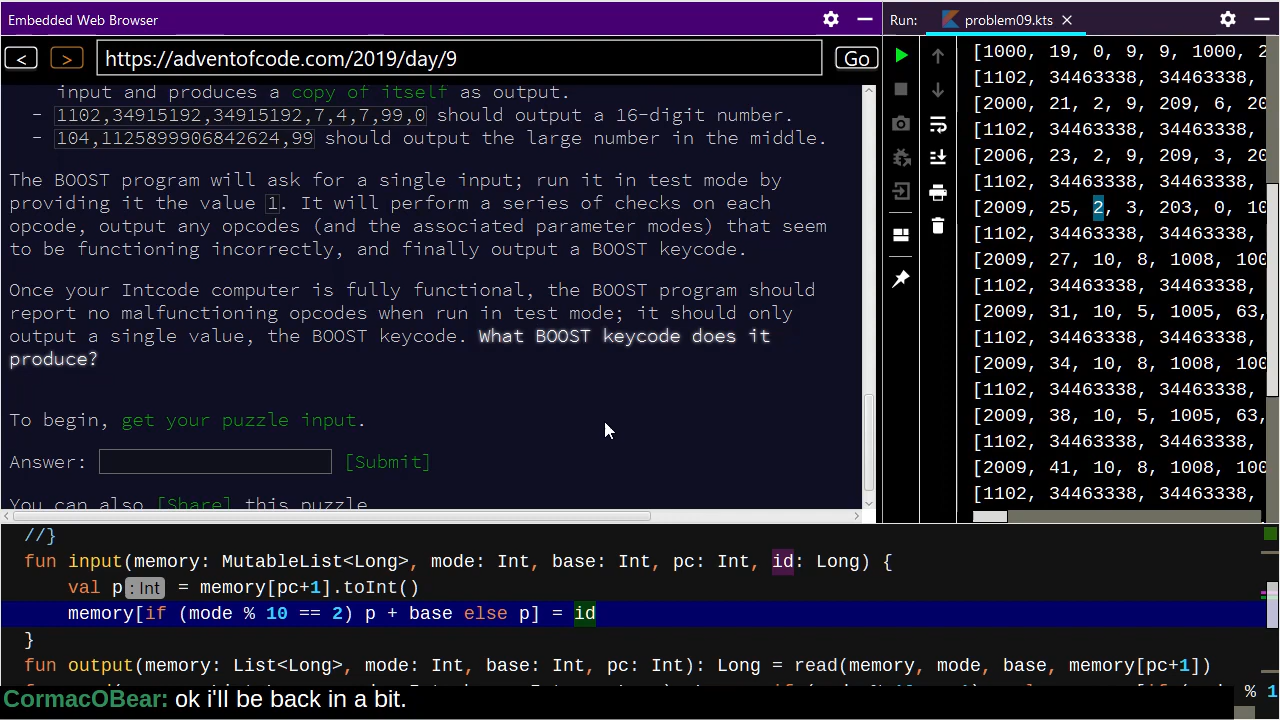 Embedded Web Browser
Run: problem09.kts
< > https://adventofcode.com/2019/day/9 Go
input and produces a copy of itself as output.
- 1102,34915192,34915192,7,4,7,99,0 should output a 16-digit number.
- 104,1125899906842624,99 should output the large number in the middle.
The BOOST program will ask for a single input; run it in test mode by
providing it the value 1. It will perform a series of checks on each
opcode, output any opcodes (and the associated parameter modes) that seem
to be functioning incorrectly, and finally output a BOOST keycode.
Once your Intcode computer is fully functional, the BOOST program should
report no malfunctioning opcodes when run in test mode; it should only
output a single value, the BOOST keycode. What BOOST keycode does it
produce?
To begin, get your puzzle input.
Answer: [Submit]
You can also [Share] this puzzle
[1000, 19, 0, 9, 9, 1000, 2
[1102, 34463338, 34463338,
[2000, 21, 2, 9, 209, 6, 20
[1102, 34463338, 34463338,
[2006, 23, 2, 9, 209, 3, 20
[1102, 34463338, 34463338,
[2009, 25, 2, 3, 203, 0, 10
[1102, 34463338, 34463338,
[2009, 27, 10, 8, 1008, 100
[1102, 34463338, 34463338,
[2009, 31, 10, 5, 1005, 63,
[1102, 34463338, 34463338,
[2009, 34, 10, 8, 1008, 100
[1102, 34463338, 34463338,
[2009, 38, 10, 5, 1005, 63,
[1102, 34463338, 34463338,
[2009, 41, 10, 8, 1008, 100
[1102, 34463338, 34463338,
//}
fun input(memory: MutableList<Long>, mode: Int, base: Int, pc: Int, id: Long) {
val p : Int = memory[pc+1].toInt()
memory[if (mode % 10 == 2) p + base else p] = id
}
fun output(memory: List<Long>, mode: Int, base: Int, pc: Int): Long = read(memory, mode, base, memory[pc+1])
% 1
CormacOBear: ok i'll be back in a bit.